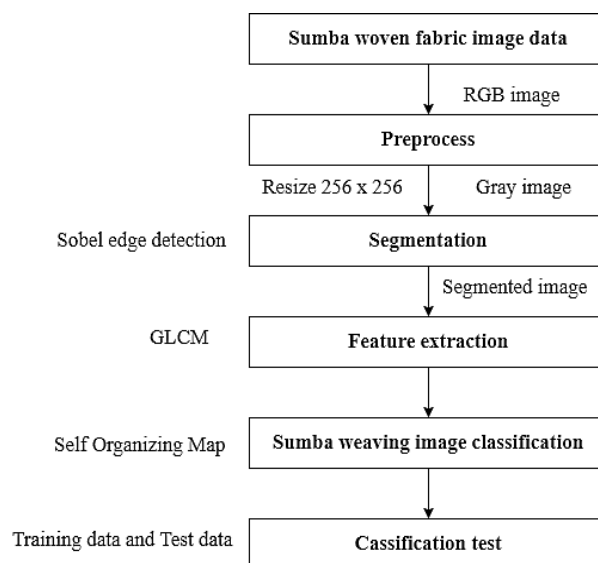 Sumba woven fabric image data
RGB image
Preprocess
Resize 256 x 256 Gray image
Sobel edge detection Segmentation
Segmented image
GLCM Feature extraction
Self Organizing Map Sumba weaving image classification
Training data and Test data Cassification test